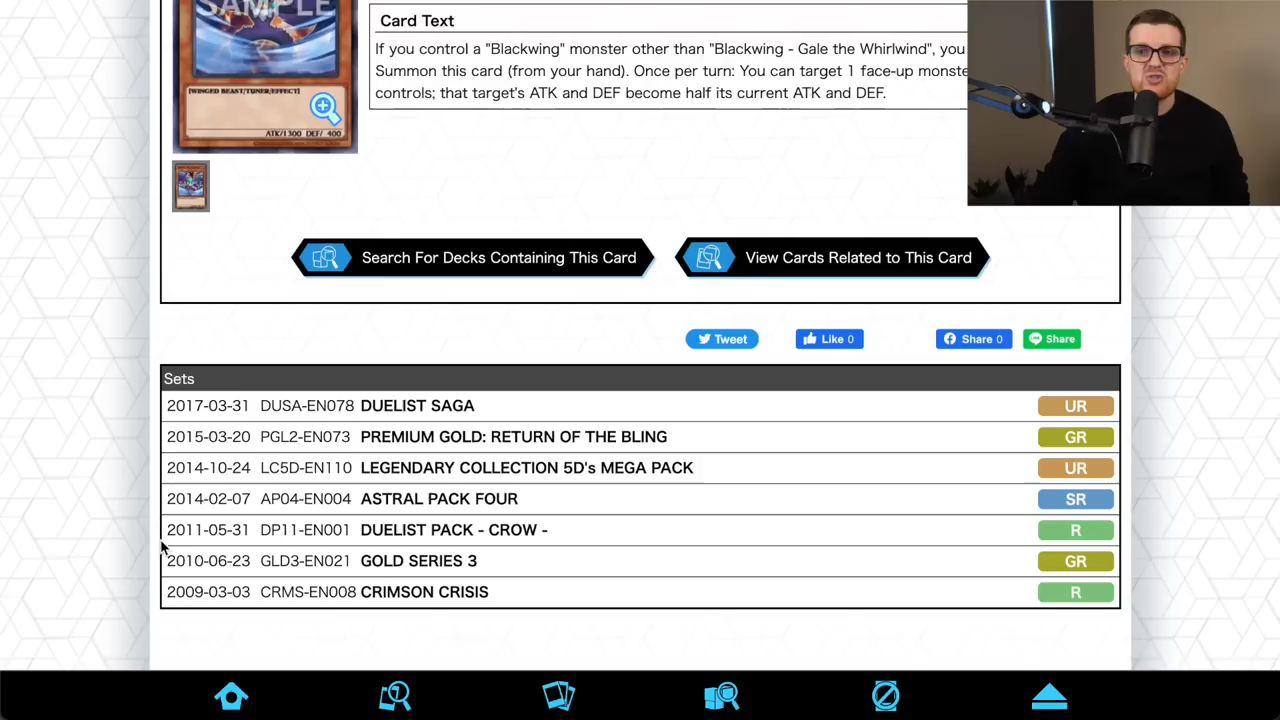 SAMPLE
[WINGED BEAST/TUNER/EFFECT]
ATK/1300 DEF/ 400
Card Text
If you control a "Blackwing" monster other than "Blackwing - Gale the Whirlwind", you
Summon this card (from your hand). Once per turn: You can target 1 face-up monste
controls; that target's ATK and DEF become half its current ATK and DEF.
Search For Decks Containing This Card
View Cards Related to This Card
Tweet
Like 0
Share 0
Share
Sets
2017-03-31 DUSA-EN078 DUELIST SAGA UR
2015-03-20 PGL2-EN073 PREMIUM GOLD: RETURN OF THE BLING GR
2014-10-24 LC5D-EN110 LEGENDARY COLLECTION 5D's MEGA PACK UR
2014-02-07 AP04-EN004 ASTRAL PACK FOUR SR
2011-05-31 DP11-EN001 DUELIST PACK - CROW - R
2010-06-23 GLD3-EN021 GOLD SERIES 3 GR
2009-03-03 CRMS-EN008 CRIMSON CRISIS R